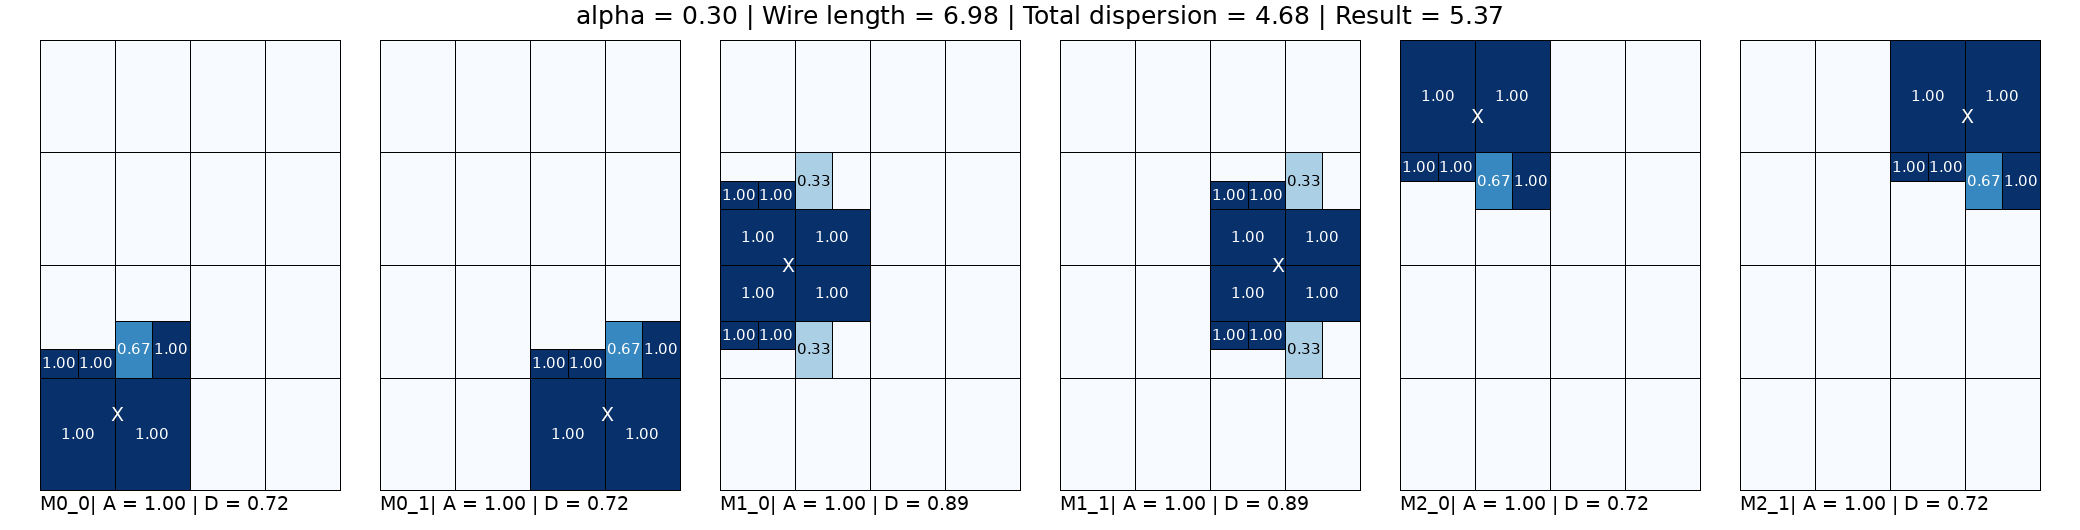 alpha = 0.30 | Wire length = 6.98 | Total dispersion = 4.68 | Result = 5.37
1.00 1.00 0.67 1.00
X
1.00 1.00
M0_0| A = 1.00 | D = 0.72
1.00 1.00 0.67 1.00
X
1.00 1.00
M0_1| A = 1.00 | D = 0.72
0.33
1.00 1.00
1.00 1.00
X
1.00 1.00
1.00 1.00 0.33
M1_0| A = 1.00 | D = 0.89
0.33
1.00 1.00
1.00 1.00
X
1.00 1.00
1.00 1.00 0.33
M1_1| A = 1.00 | D = 0.89
1.00 1.00
X
1.00 1.00 0.67 1.00
M2_0| A = 1.00 | D = 0.72
1.00 1.00
X
1.00 1.00 0.67 1.00
M2_1| A = 1.00 | D = 0.72